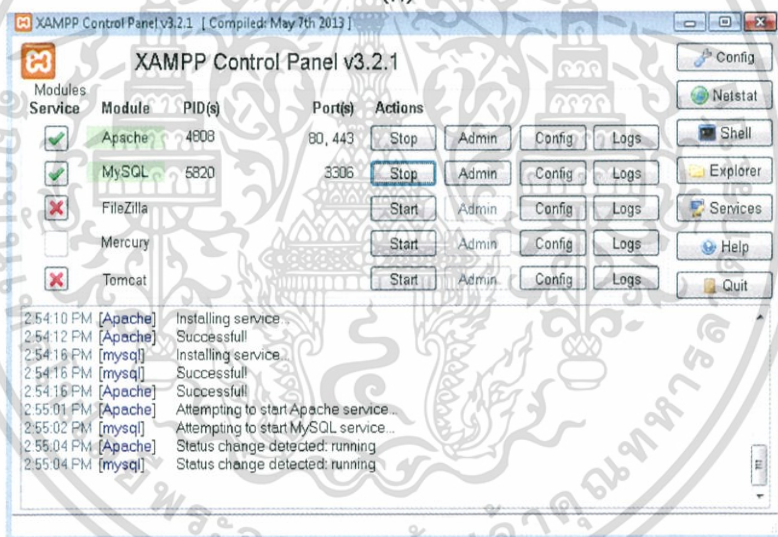 XAMPP Control Panel v3.2.1 [ Compiled: May 7th 2013 ]
XAMPP Control Panel v3.2.1
Config
Modules
Service Module PID(s) Port(s) Actions
Netstat
Apache 4808 80, 443 Stop Admin Config Logs
Shell
MySQL 5820 3306 Stop Admin Config Logs
Explorer
FileZilla Start Admin Config Logs
Services
Mercury Start Admin Config Logs
Help
Tomcat Start Admin Config Logs
Quit
2:54:10 PM [Apache] Installing service...
2:54:12 PM [Apache] Successful!
2:54:16 PM [mysql] Installing service...
2:54:16 PM [mysql] Successful!
2:54:16 PM [Apache] Successful!
2:55:01 PM [Apache] Attempting to start Apache service...
2:55:02 PM [mysql] Attempting to start MySQL service...
2:55:04 PM [Apache] Status change detected: running
2:55:04 PM [mysql] Status change detected: running